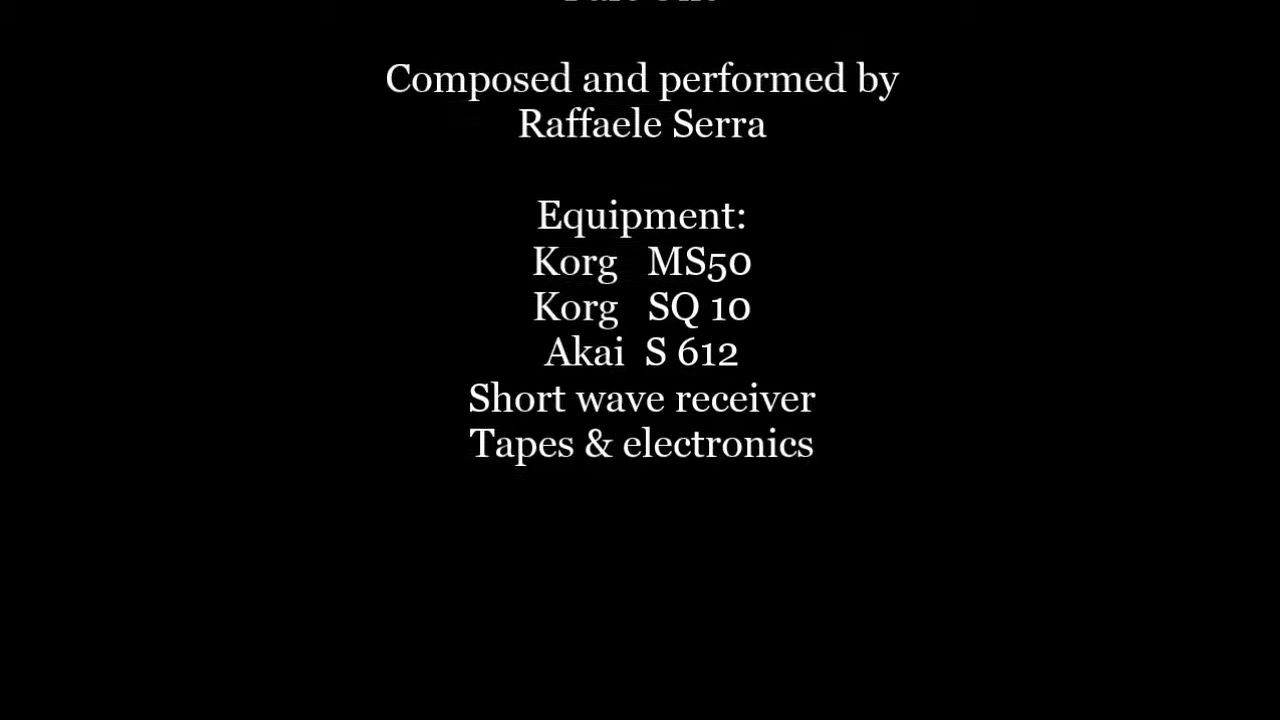 Composed and performed by
Raffaele Serra
Equipment:
Korg MS50
Korg SQ 10
Akai S 612
Short wave receiver
Tapes & electronics